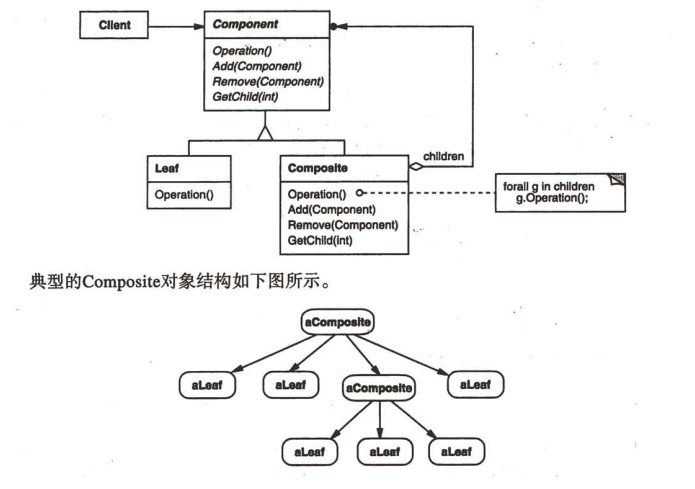 Client
Component
Operation()
Add(Component)
Remove(Component)
GetChild(int)
Leaf
Operation()
Composite
Operation()
Add(Component)
Remove(Component)
GetChild(int)
children
forall g in children
g.Operation();
典型的Composite对象结构如下图所示。
aComposite
aLeaf
aLeaf
aComposite
aLeaf
aLeaf
aLeaf
aLeaf